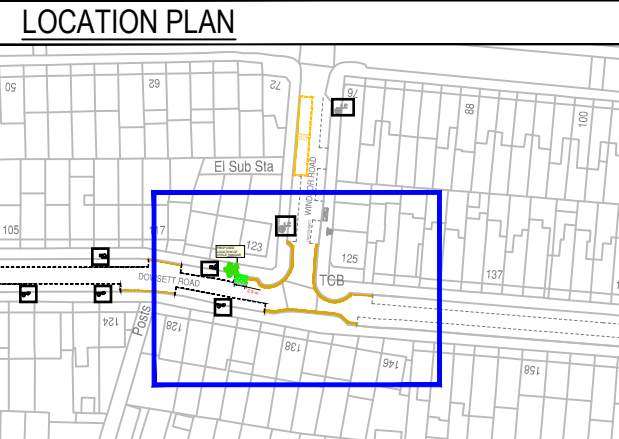 LOCATION PLAN
50
62
72
76
88
100
El Sub Sta
WINDSOR ROAD
105
117
123
125
TCB
137
DOWSETT ROAD
124
Posts
128
138
146
158